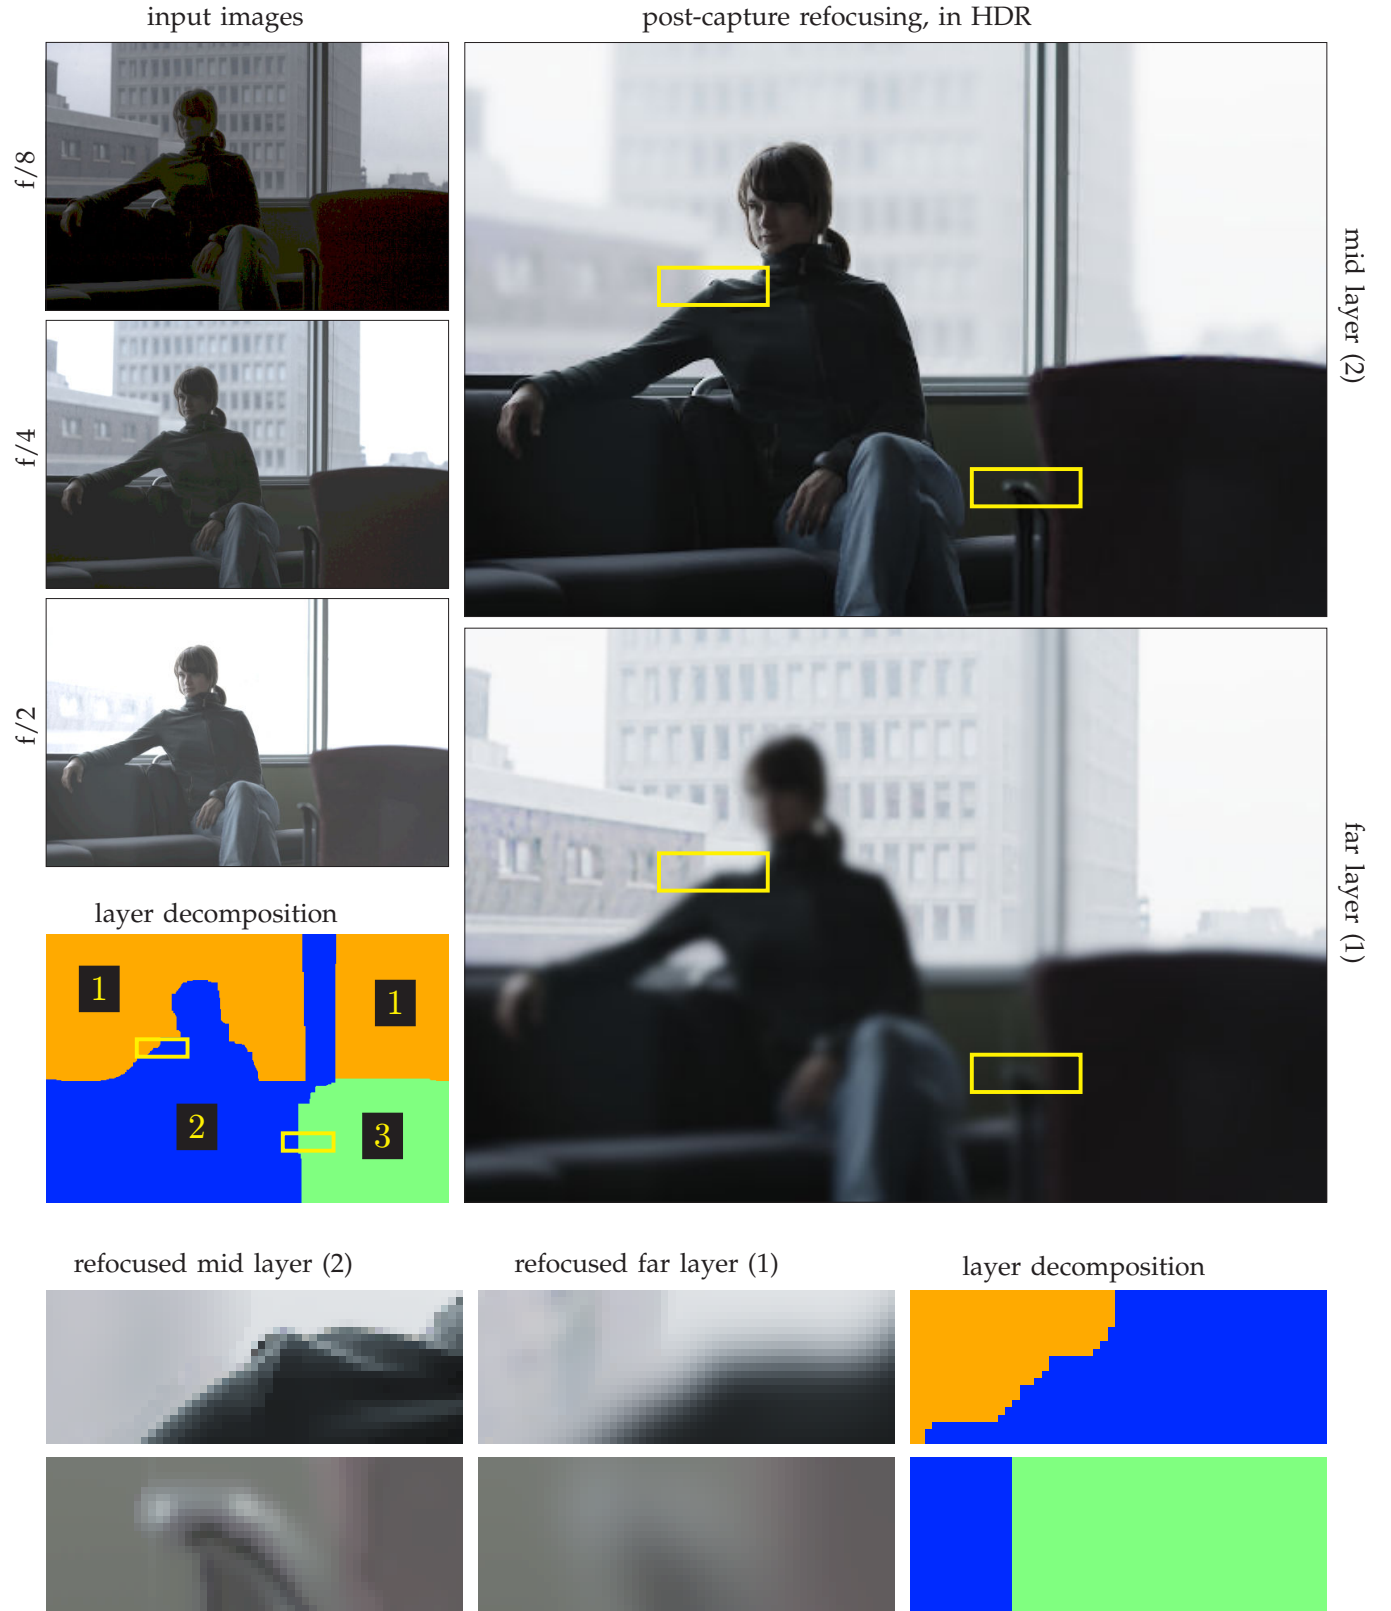 input images
post-capture refocusing, in HDR
f/8
f/4
f/2
mid layer (2)
far layer (1)
layer decomposition
1
1
2
3
refocused mid layer (2)
refocused far layer (1)
layer decomposition